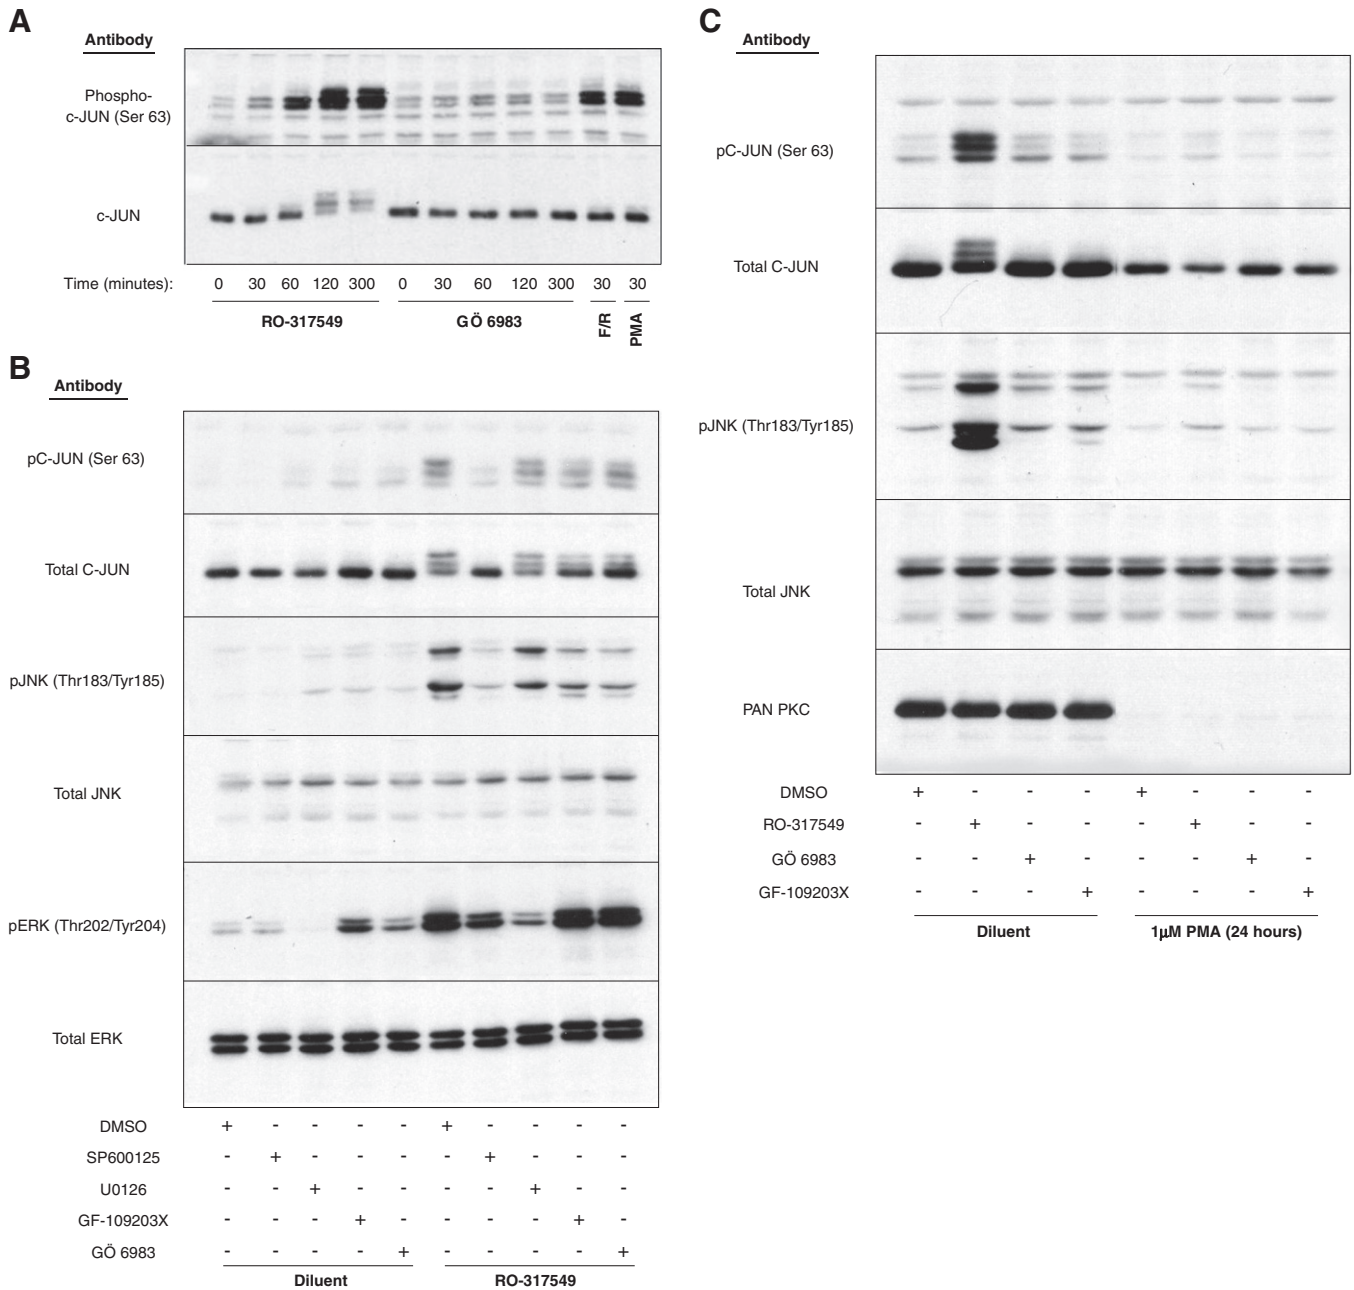 A
Antibody
Phospho-
c-JUN (Ser 63)
c-JUN
Time (minutes): 0 30 60 120 300 0 30 60 120 300 30 30
RO-317549 GÖ 6983 F/R PMA
B
Antibody
pC-JUN (Ser 63)
Total C-JUN
pJNK (Thr183/Tyr185)
Total JNK
pERK (Thr202/Tyr204)
Total ERK
DMSO + - - - - + - - - -
SP600125 - + - - - - + - - -
U0126 - - + - - - - + - -
GF-109203X - - - + - - - - + -
GÖ 6983 - - - - + - - - - +
Diluent RO-317549
C
Antibody
pC-JUN (Ser 63)
Total C-JUN
pJNK (Thr183/Tyr185)
Total JNK
PAN PKC
DMSO + - - - + - - -
RO-317549 - + - - - + - -
GÖ 6983 - - + - - - + -
GF-109203X - - - + - - - +
Diluent 1µM PMA (24 hours)